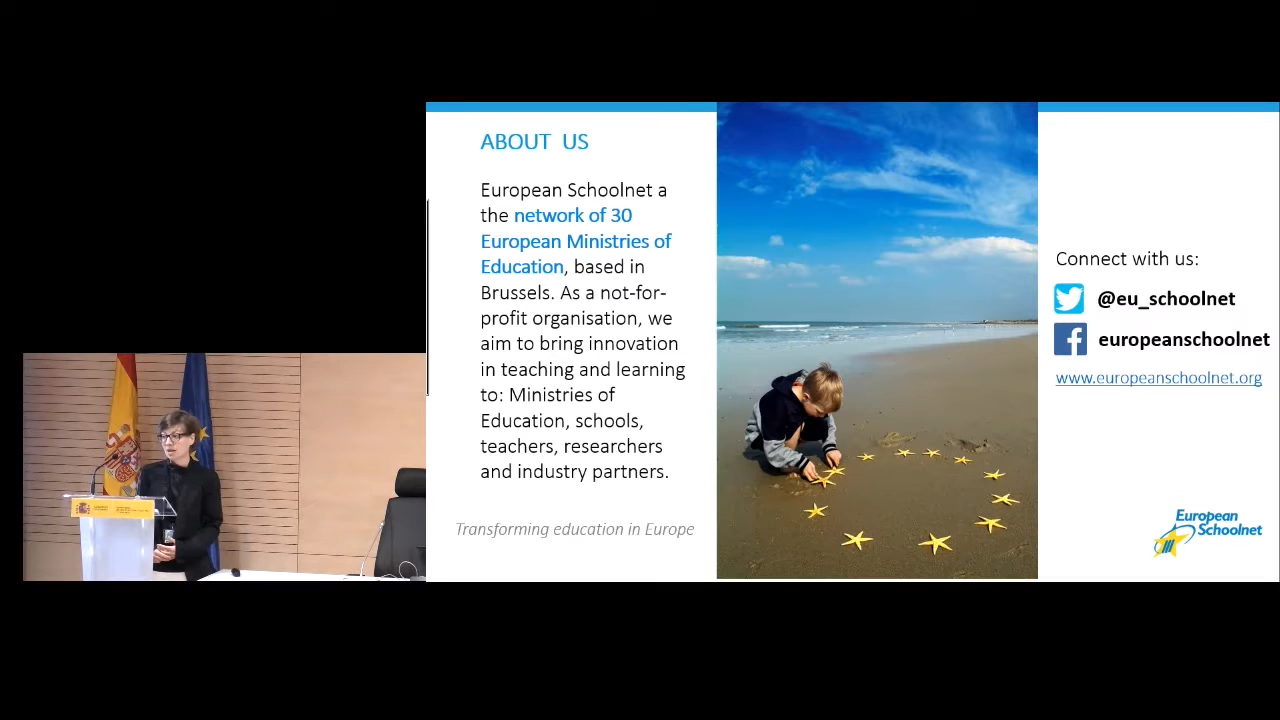 ABOUT US
European Schoolnet a
the network of 30
European Ministries of
Education, based in
Brussels. As a not-for-
profit organisation, we
aim to bring innovation
in teaching and learning
to: Ministries of
Education, schools,
teachers, researchers
and industry partners.
Transforming education in Europe
Connect with us:
@eu_schoolnet
europeanschoolnet
www.europeanschoolnet.org
European
Schoolnet